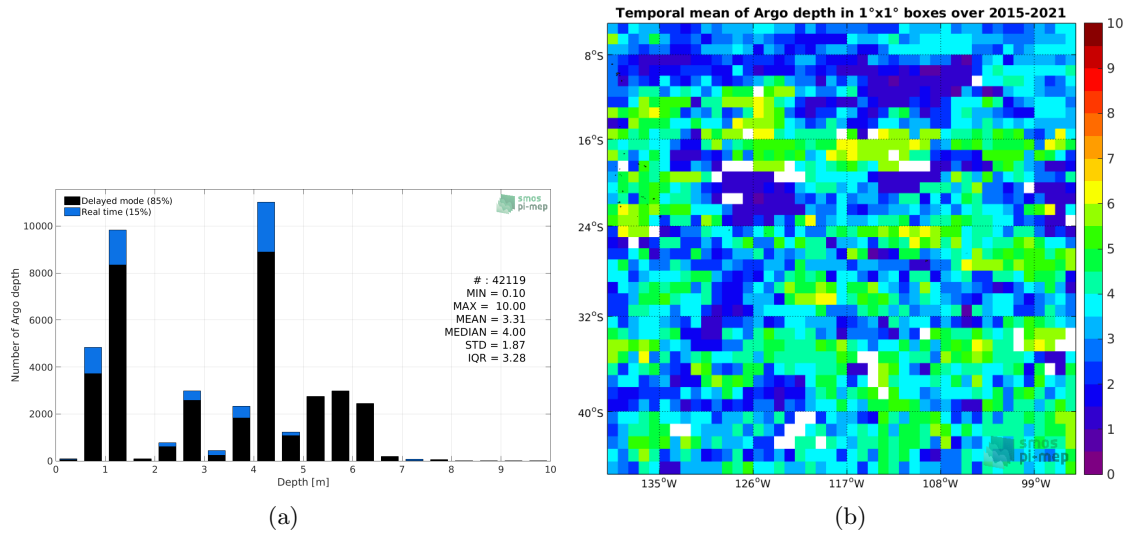 Delayed mode (85%)
Real time (15%)
smos
pi-mep
Number of Argo depth
10000
8000
6000
4000
2000
0
# : 42119
MIN = 0.10
MAX = 10.00
MEAN = 3.31
MEDIAN = 4.00
STD = 1.87
IQR = 3.28
0 1 2 3 4 5 6 7 8 9 10
Depth [m]
(a)
Temporal mean of Argo depth in 1°x1° boxes over 2015-2021
8°S
16°S
24°S
32°S
40°S
135°W 126°W 117°W 108°W 99°W
smos
pi-mep
10
9
8
7
6
5
4
3
2
1
0
(b)